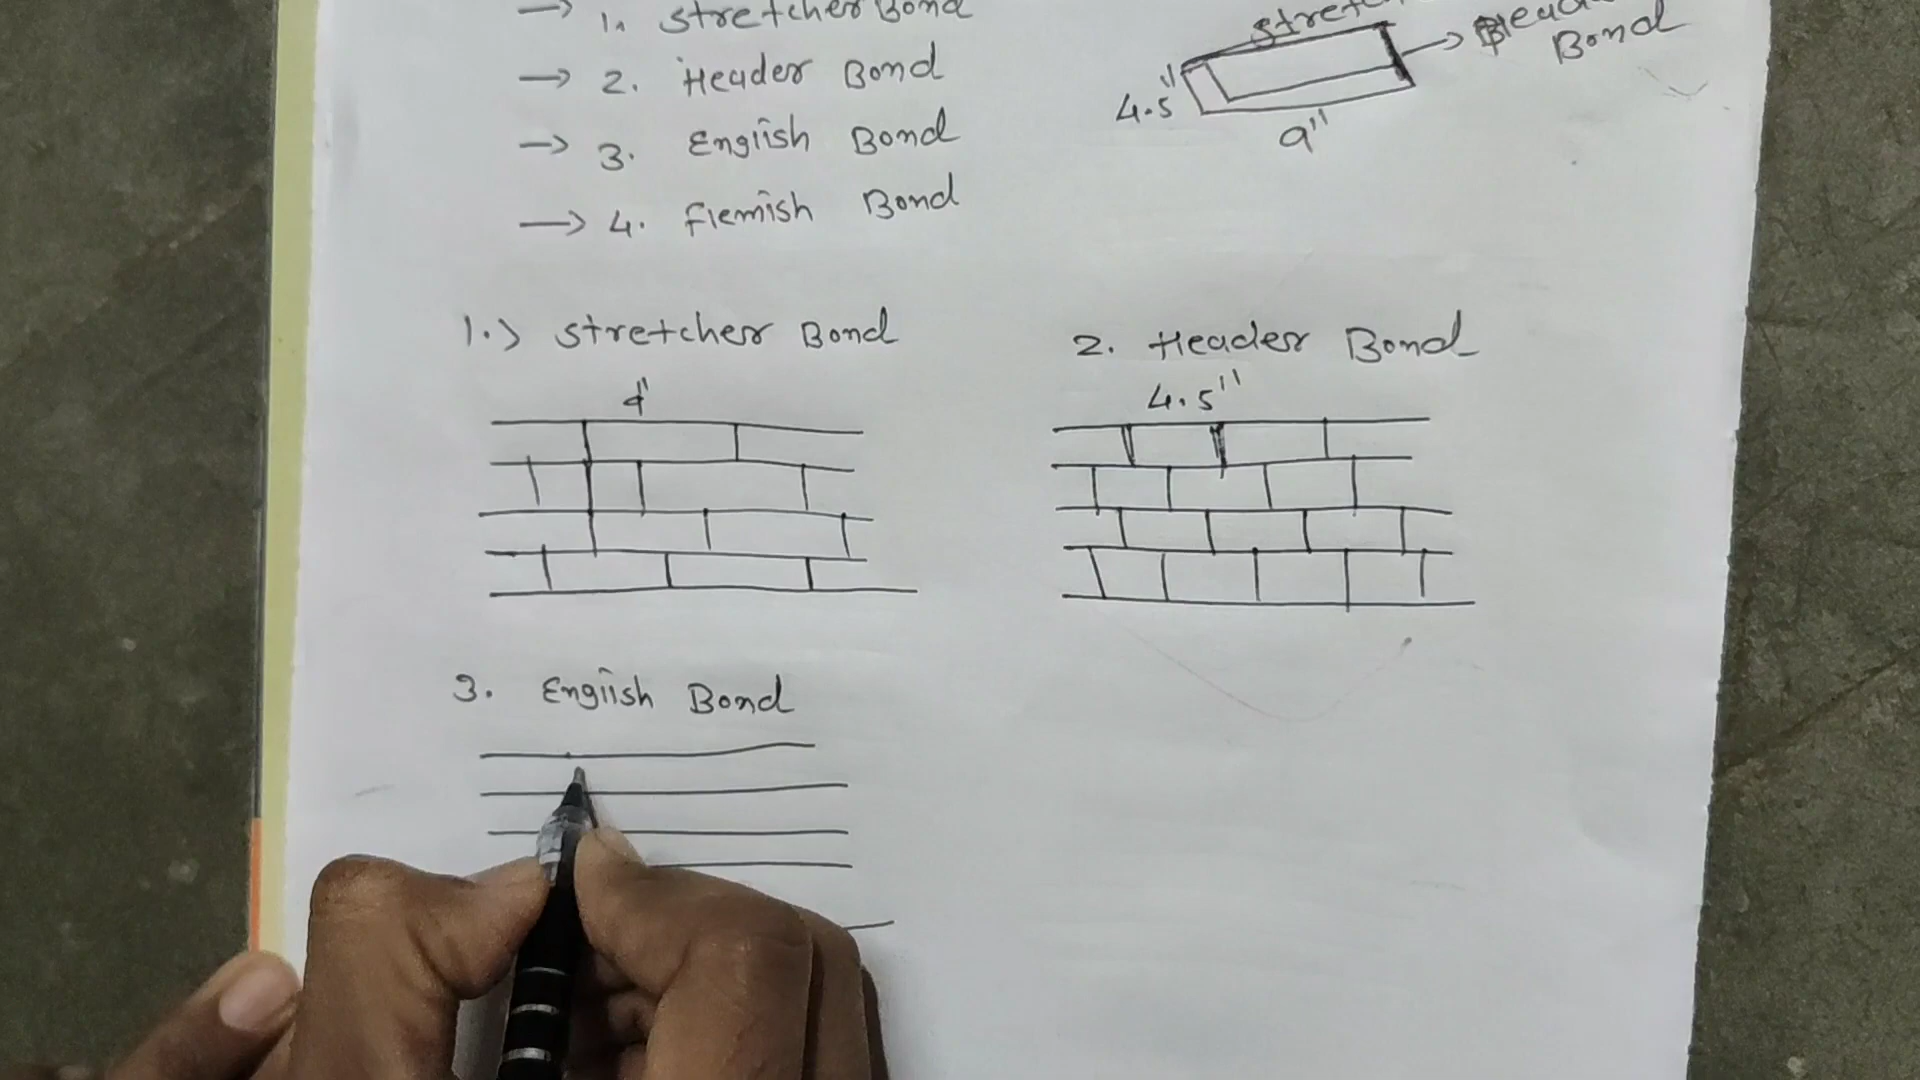 → 1. stretcher Bond
→ 2. Header Bond
→ 3. English Bond
→ 4. flemish Bond
4.5"
9"
Bond
1.) stretcher Bond
2. Header Bond
4.5"
3. English Bond